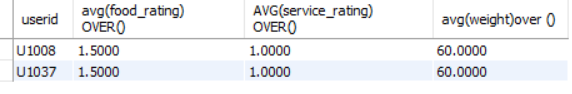 userid avg(food_rating) OVER() AVG(service_rating) OVER() avg(weight)over ()
U1008 1.5000 1.0000 60.0000
U1037 1.5000 1.0000 60.0000